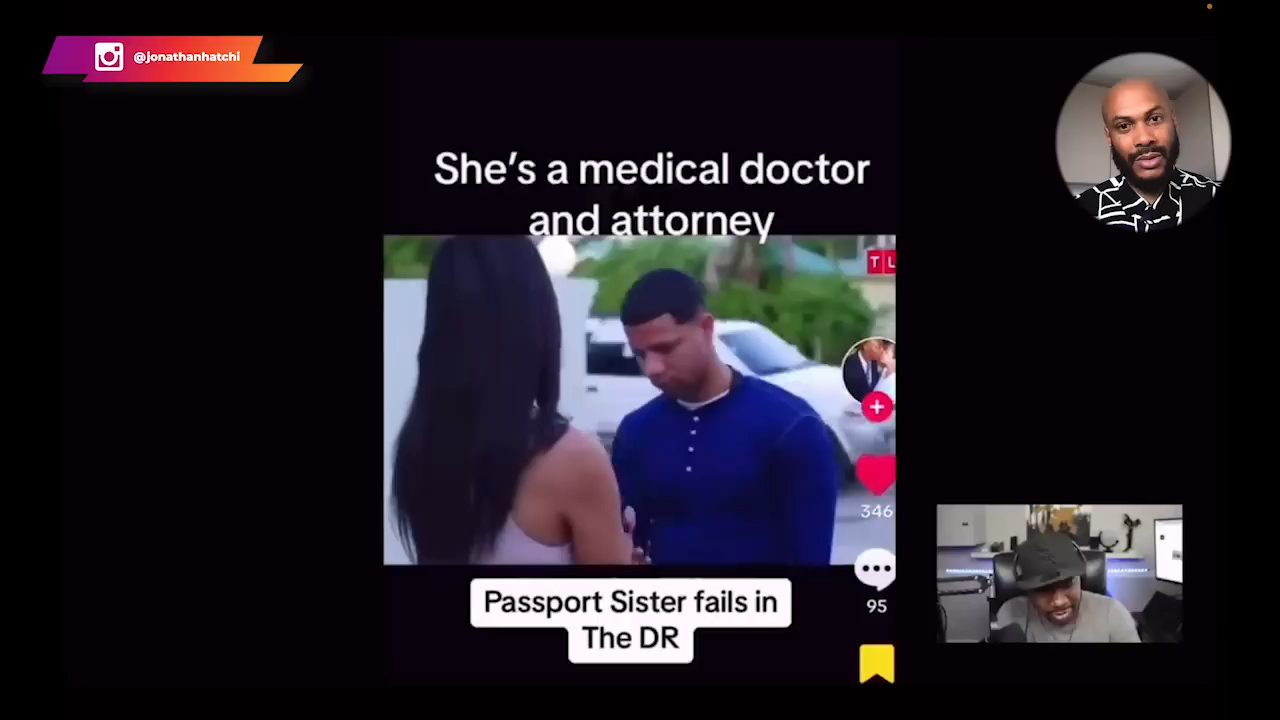 @jonathanhatchi
She's a medical doctor
and attorney
TL
346
95
Passport Sister fails in
The DR